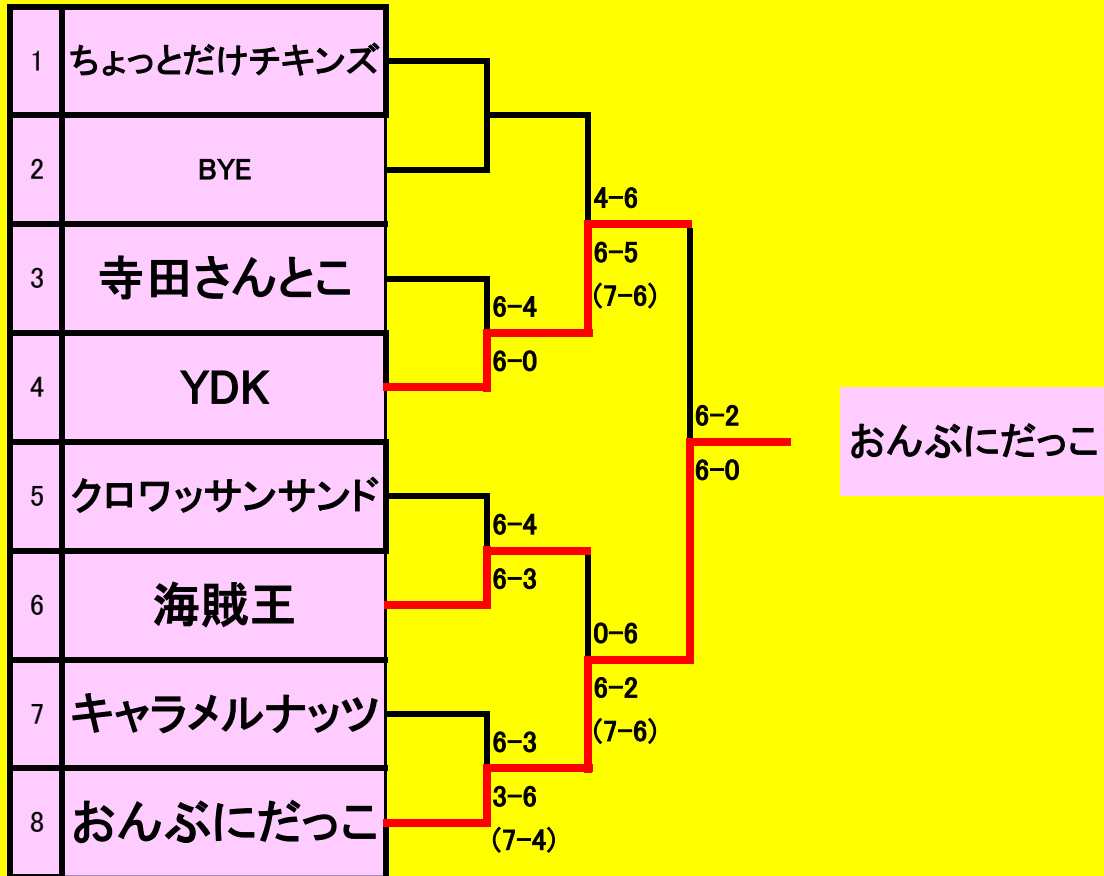 1 ちょっとだけチキンズ
2 BYE
3 寺田さんとこ
4 YDK
5 クロワッサンサンド
6 海賊王
7 キャラメルナッツ
8 おんぶにだっこ
6-4
6-0
6-4
6-3
6-3
3-6
(7-4)
4-6
6-5
(7-6)
0-6
6-2
(7-6)
6-2
6-0
おんぶにだっこ